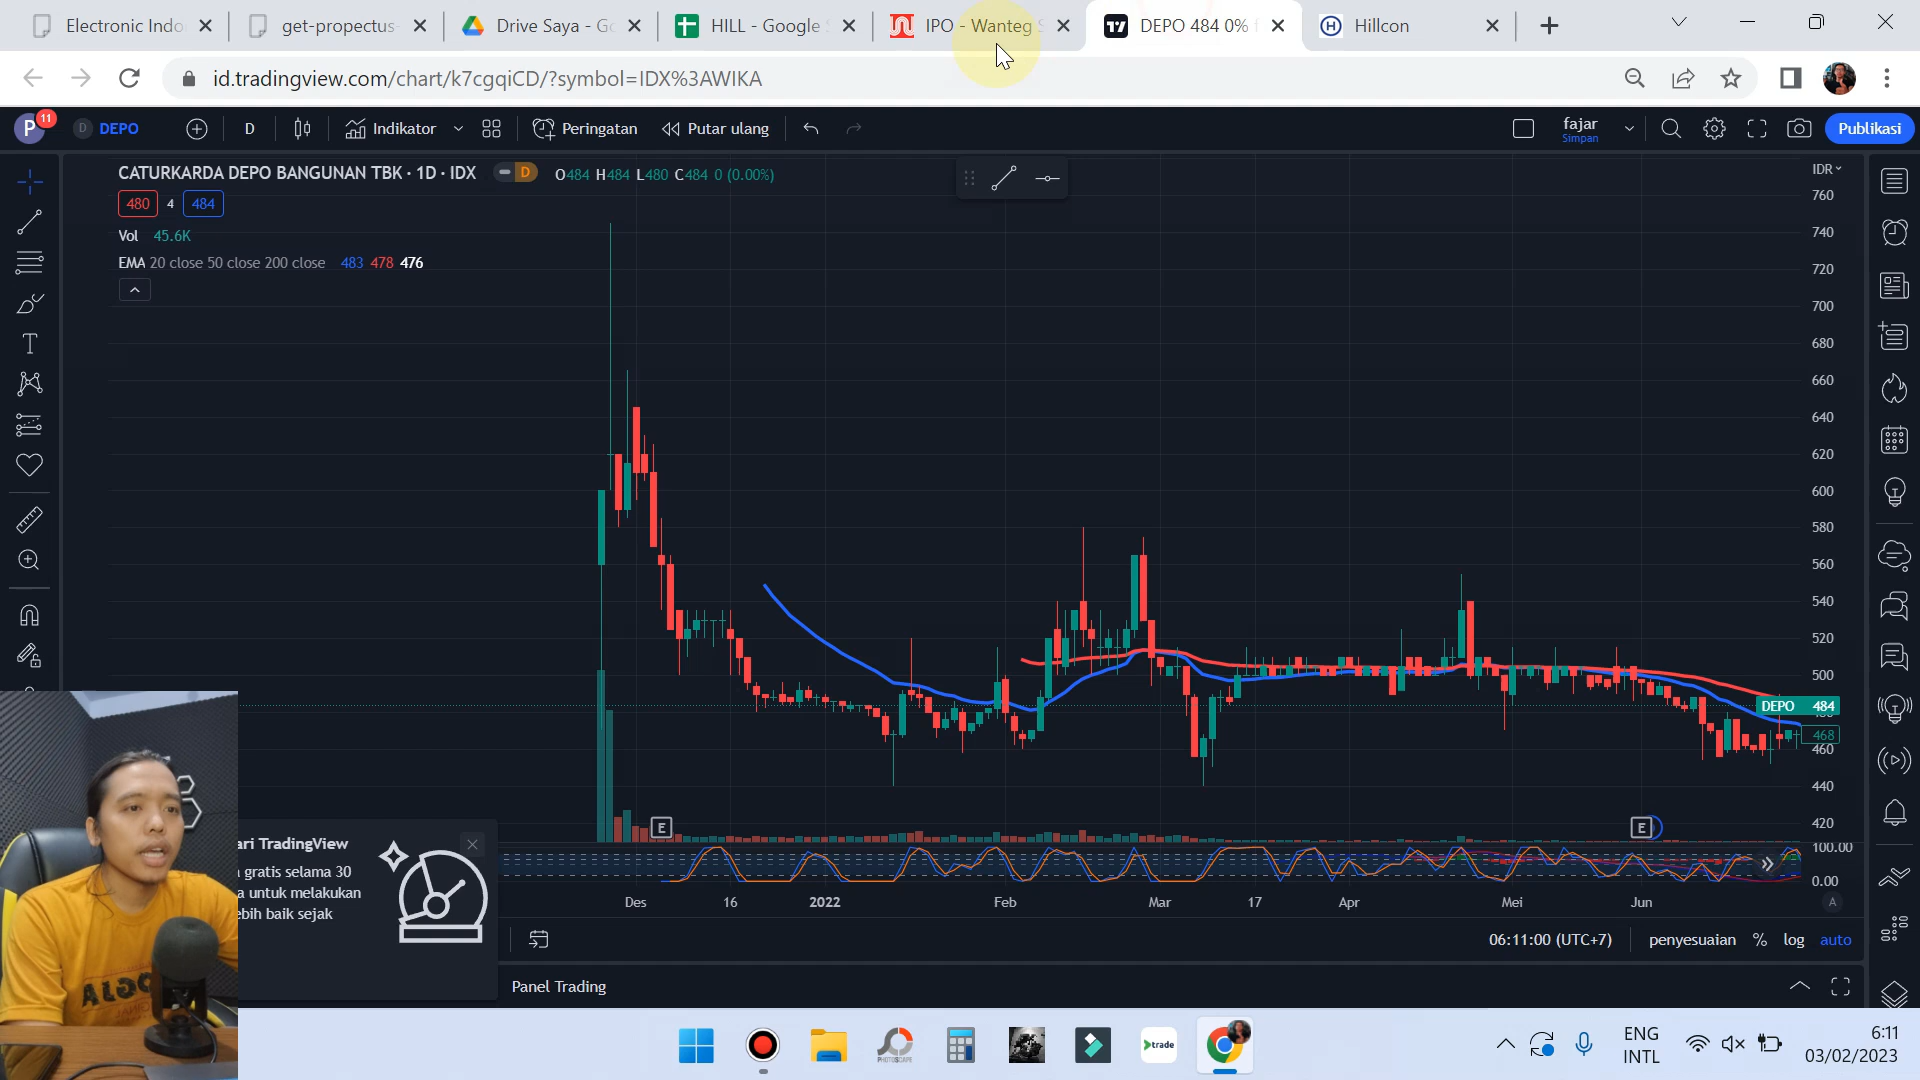 Electronic Indo
get-propectus-
Drive Saya - Go
HILL - Google S
IPO - Wanteg S
DEPO 484 0%
Hillcon
id.tradingview.com/chart/k7cgqiCD/?symbol=IDX%3AWIKA
P
11
D
DEPO
D
Indikator
Peringatan
Putar ulang
fajar
Simpan
Publikasi
CATURKARDA DEPO BANGUNAN TBK · 1D · IDX
D
O484 H484 L480 C484 0 (0.00%)
IDR
480
4
484
Vol 45.6K
EMA 20 close 50 close 200 close 483 478 476
760
740
720
700
680
660
640
620
600
580
560
540
520
500
DEPO 484
468
460
440
420
100.00
0.00
E
E
ari TradingView
gratis selama 30
a untuk melakukan
ebih baik sejak
Des
16
2022
Feb
Mar
17
Apr
Mei
Jun
A
06:11:00 (UTC+7)
penyesuaian
%
log
auto
Panel Trading
PHOTOSCAPE
trade
ENG
INTL
6:11
03/02/2023